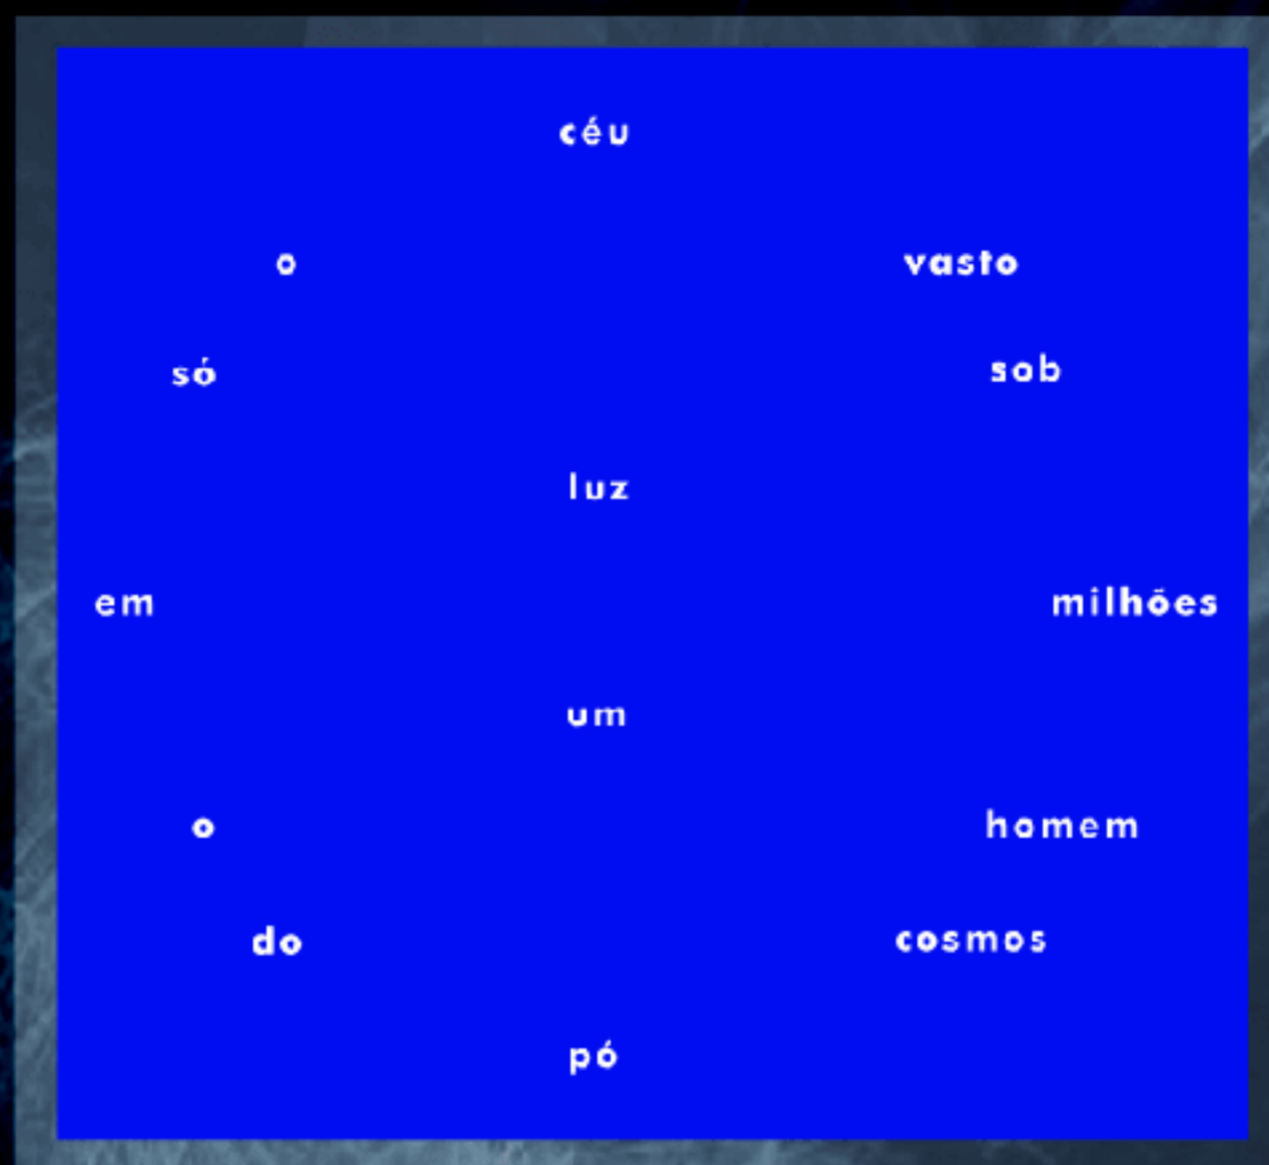 céu
o vasto
só sob
luz
em milhões
um
o homem
do cosmos
pó